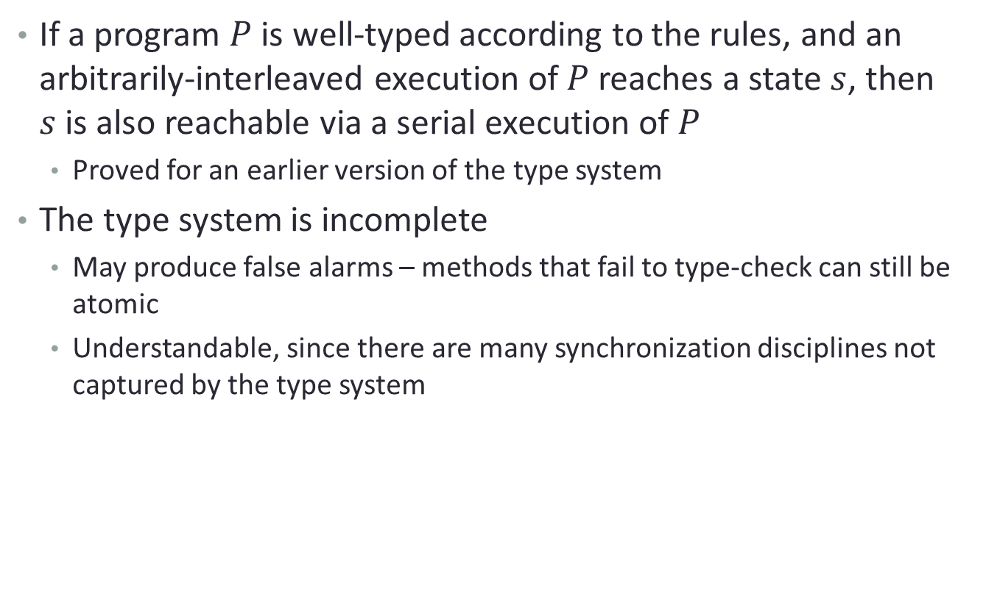 • If a program P is well-typed according to the rules, and an
arbitrarily-interleaved execution of P reaches a state s, then
s is also reachable via a serial execution of P
• Proved for an earlier version of the type system
• The type system is incomplete
• May produce false alarms – methods that fail to type-check can still be
atomic
• Understandable, since there are many synchronization disciplines not
captured by the type system